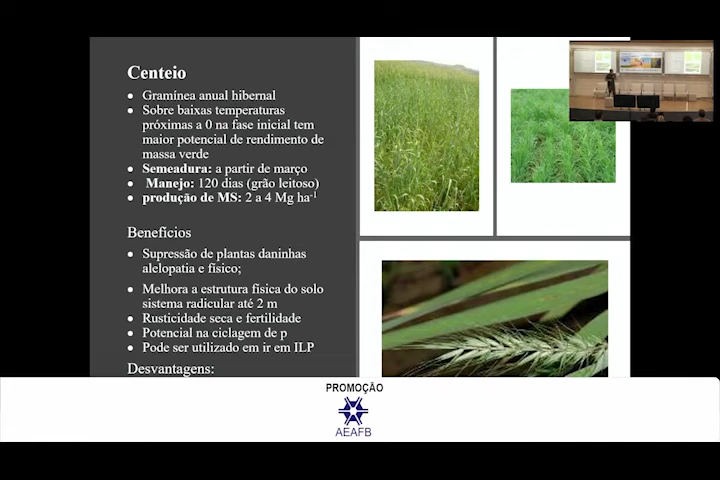 Centeio
• Gramínea anual hibernal
• Sobre baixas temperaturas
próximas a 0 na fase inicial tem
maior potencial de rendimento de
massa verde
• Semeadura: a partir de março
• Manejo: 120 dias (grão leitoso)
• produção de MS: 2 a 4 Mg ha⁻¹
Benefícios
• Supressão de plantas daninhas
alelopatia e físico;
• Melhora a estrutura física do solo
sistema radicular até 2 m
• Rusticidade seca e fertilidade
• Potencial na ciclagem de p
• Pode ser utilizado em ir em ILP
Desvantagens:
PROMOÇÃO
AEAFB